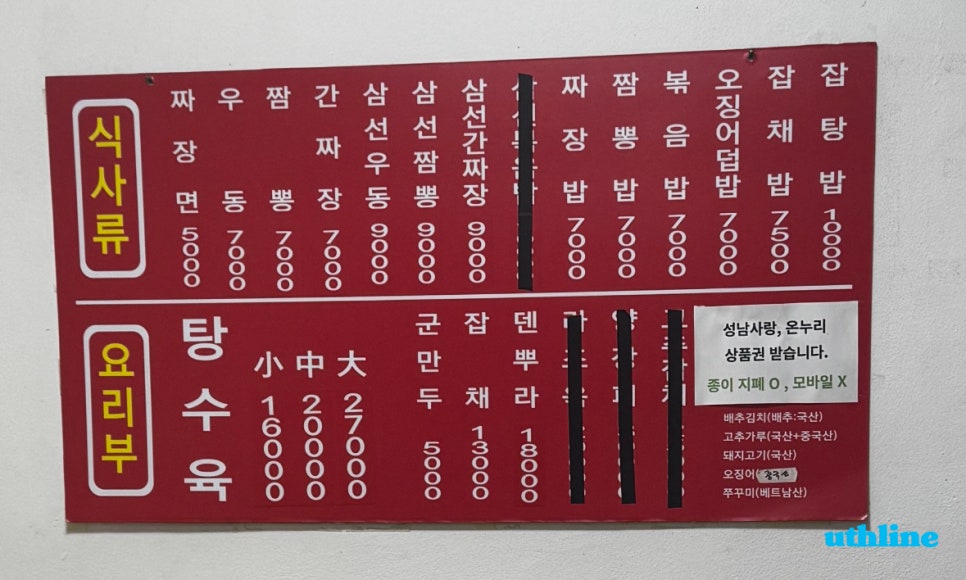 식사류
짜장면 5000
우동 7000
짬뽕 7000
간짜장 7000
삼선우동 9000
삼선짬뽕 9000
삼선간짜장 9000
짜장밥 7000
짬뽕밥 7000
볶음밥 7000
오징어덮밥 7000
잡채밥 7500
잡탕밥 10000
요리부
탕수육
小 16000
中 20000
大 27000
군만두 5000
잡채 13000
덴뿌라 18000
성남사랑, 온누리
상품권 받습니다.
종이 지폐 O , 모바일 X
배추김치(배추:국산)
고추가루(국산+중국산)
돼지고기(국산)
오징어(중국산)
쭈꾸미(베트남산)
uthline